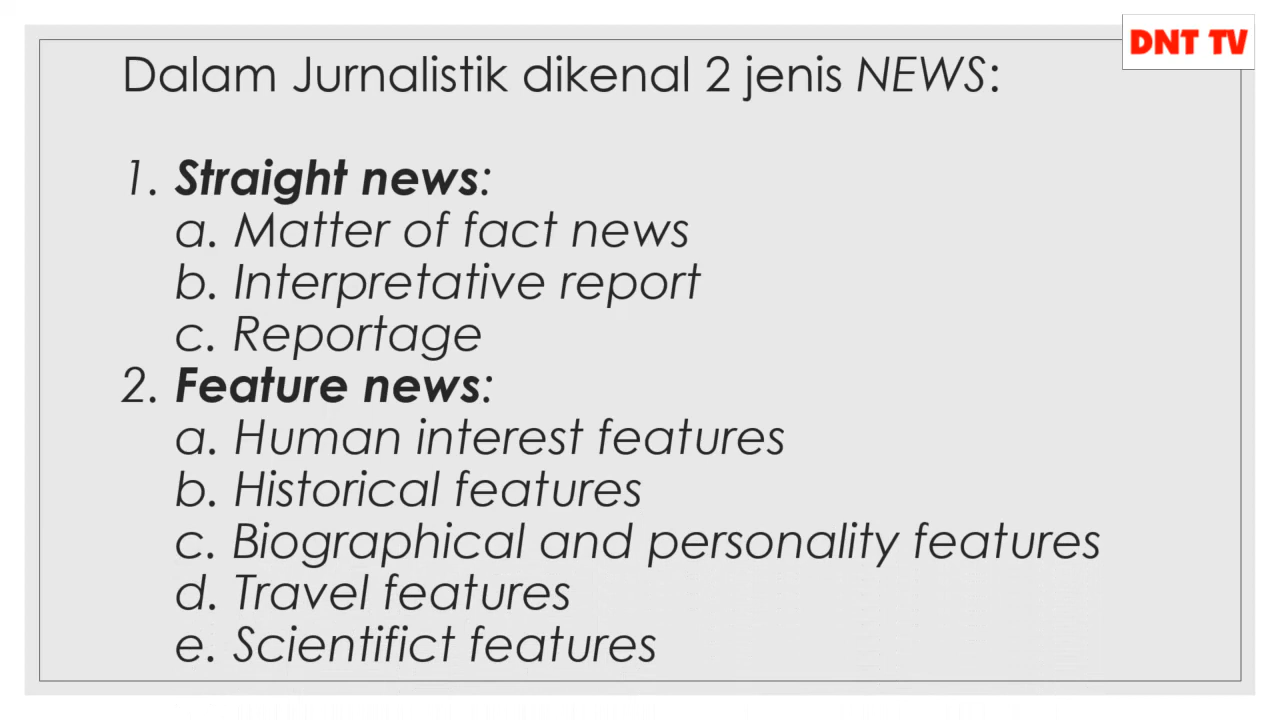 DNT TV
Dalam Jurnalistik dikenal 2 jenis NEWS:
1. Straight news:
a. Matter of fact news
b. Interpretative report
c. Reportage
2. Feature news:
a. Human interest features
b. Historical features
c. Biographical and personality features
d. Travel features
e. Scientifict features